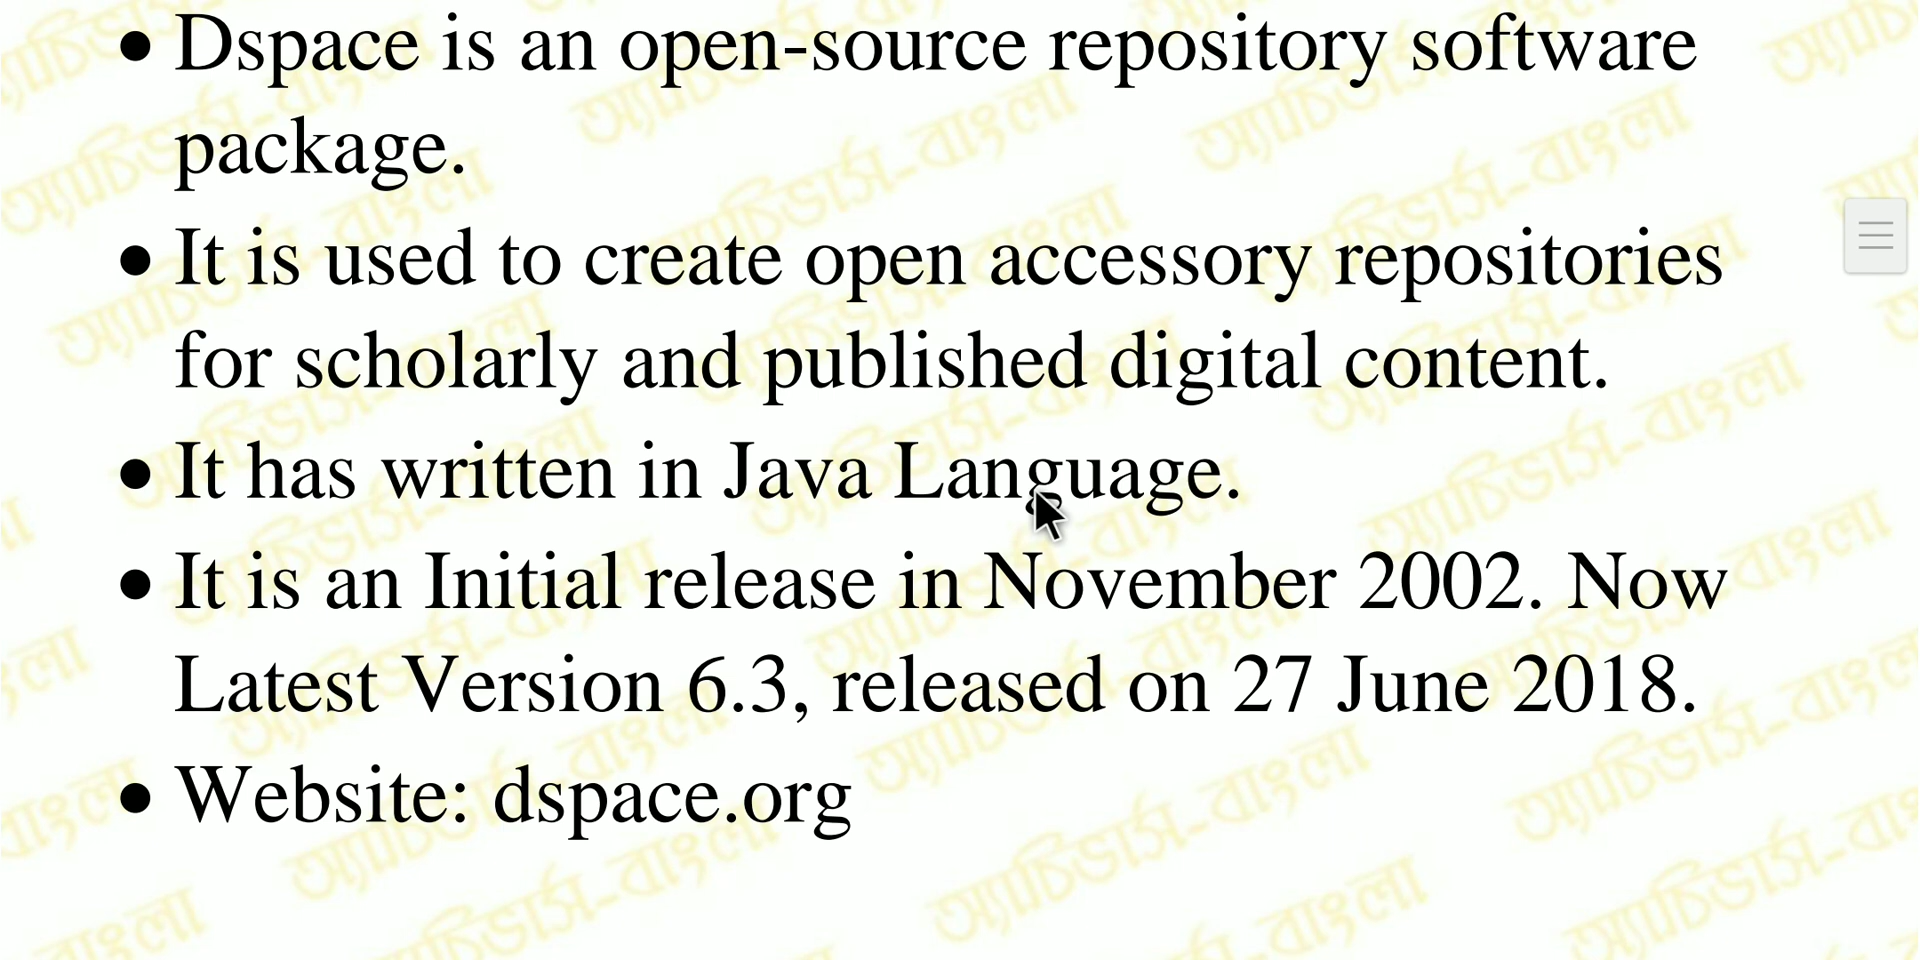 • Dspace is an open-source repository software
package.
• It is used to create open accessory repositories
for scholarly and published digital content.
• It has written in Java Language.
• It is an Initial release in November 2002. Now
Latest Version 6.3, released on 27 June 2018.
• Website: dspace.org